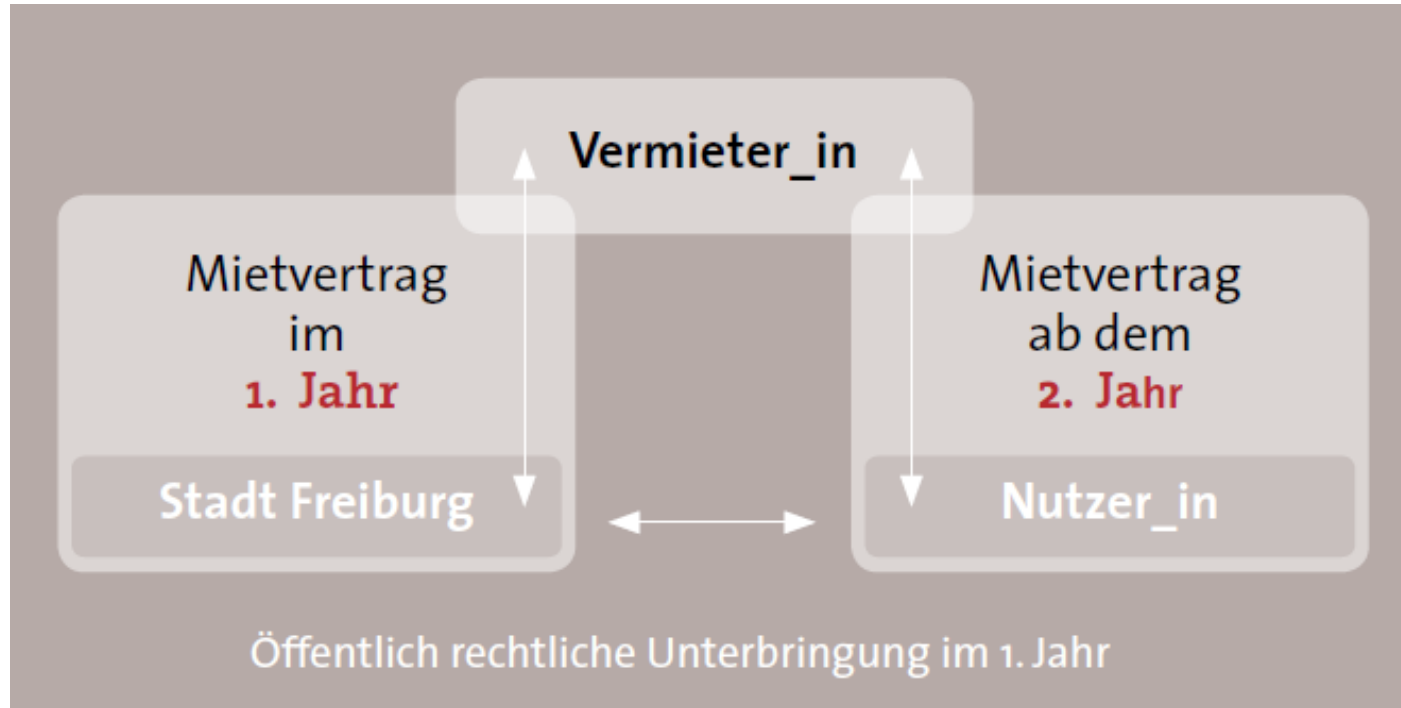 Vermieter_in
Mietvertrag
im
1. Jahr
Stadt Freiburg
Mietvertrag
ab dem
2. Jahr
Nutzer_in
Öffentlich rechtliche Unterbringung im 1. Jahr